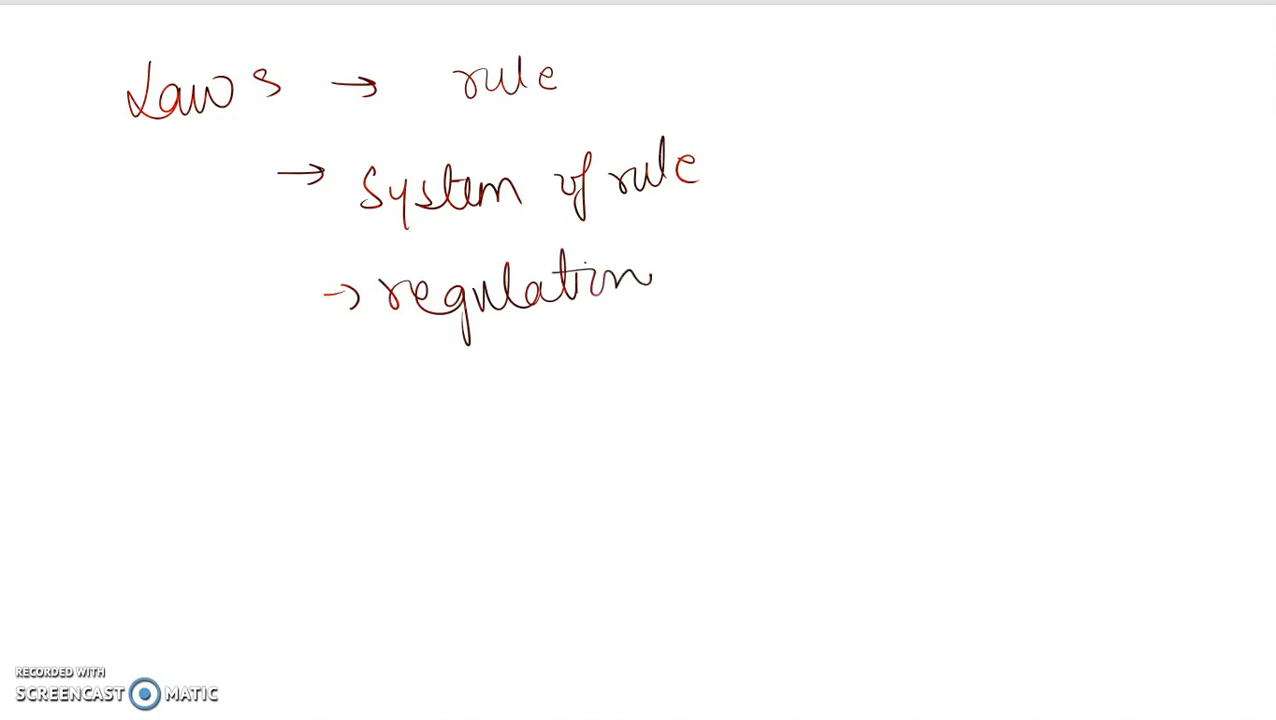 Laws → rule
→ System of rule
→ regulation
RECORDED WITH
SCREENCAST MATIC